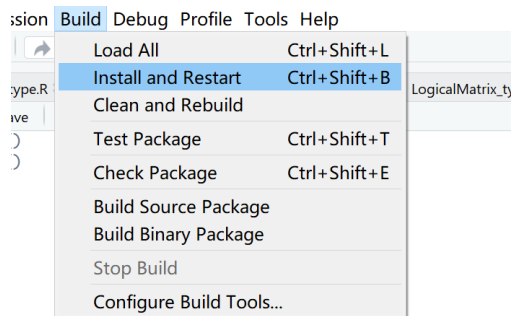 ssion Build Debug Profile Tools Help
Load All Ctrl+Shift+L
type.R Install and Restart Ctrl+Shift+B LogicalMatrix_ty
ave Clean and Rebuild
() Test Package Ctrl+Shift+T
()
Check Package Ctrl+Shift+E
Build Source Package
Build Binary Package
Stop Build
Configure Build Tools...